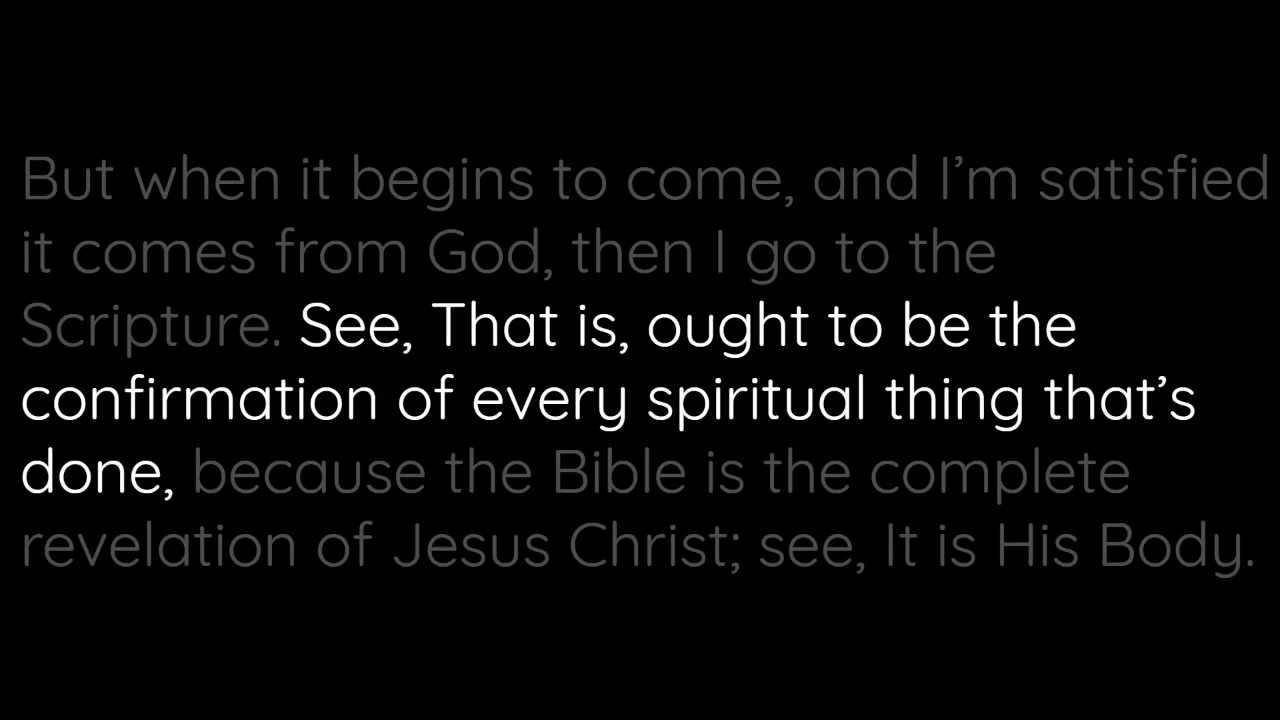 But when it begins to come, and I’m satisfied
it comes from God, then I go to the
Scripture. See, That is, ought to be the
confirmation of every spiritual thing that’s
done, because the Bible is the complete
revelation of Jesus Christ; see, It is His Body.